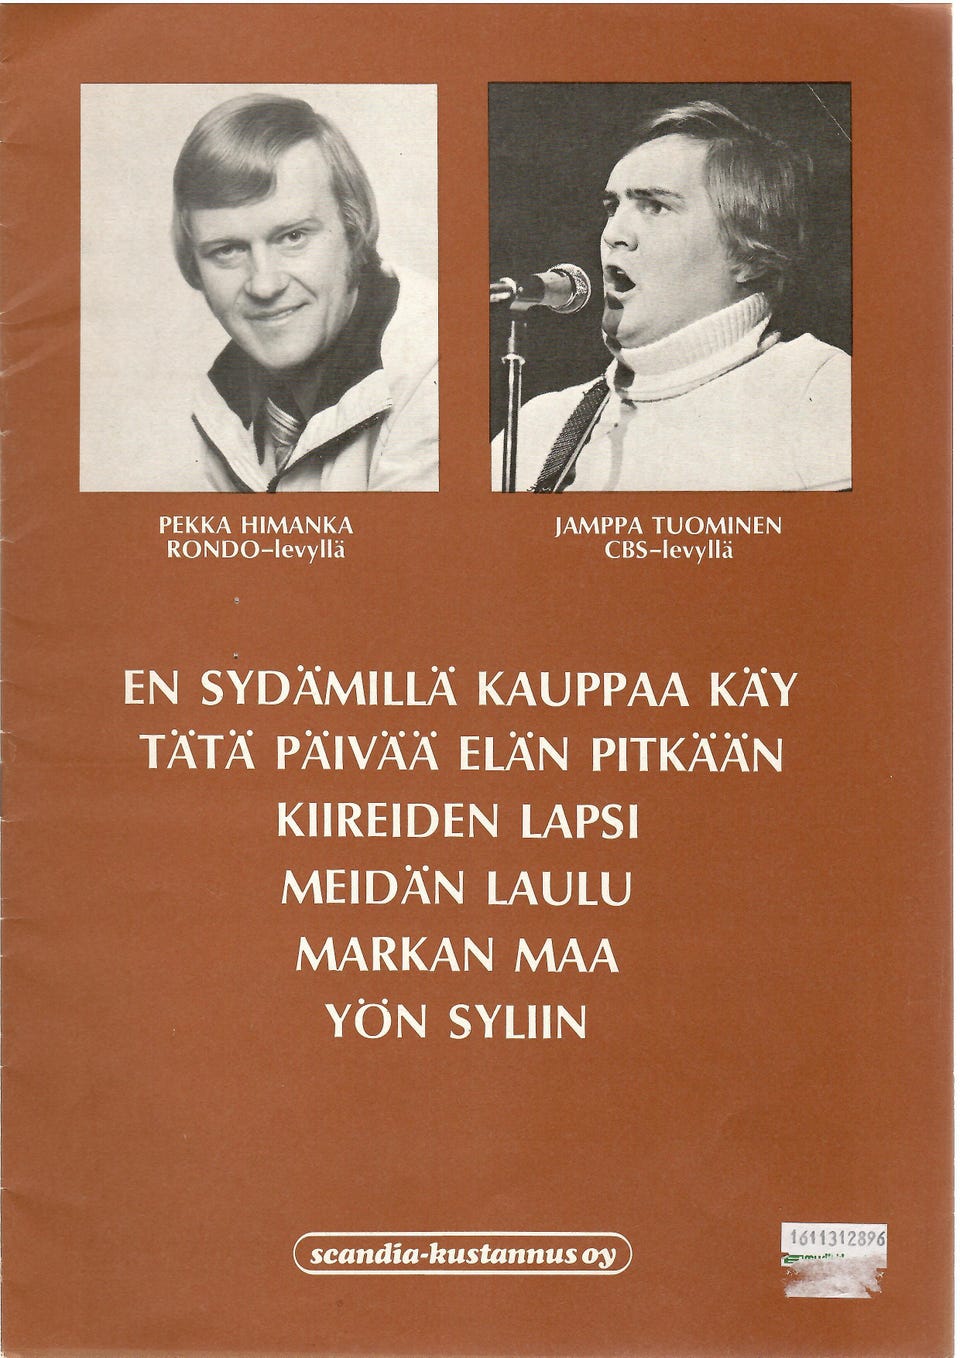 PEKKA HIMANKA
RONDO–levyllä
JAMPPA TUOMINEN
CBS–levyllä
EN SYDÄMILLÄ KAUPPAA KÄY
TÄTÄ PÄIVÄÄ ELÄN PITKÄÄN
KIIREIDEN LAPSI
MEIDÄN LAULU
MARKAN MAA
YÖN SYLIIN
scandia-kustannus oy
1611312896